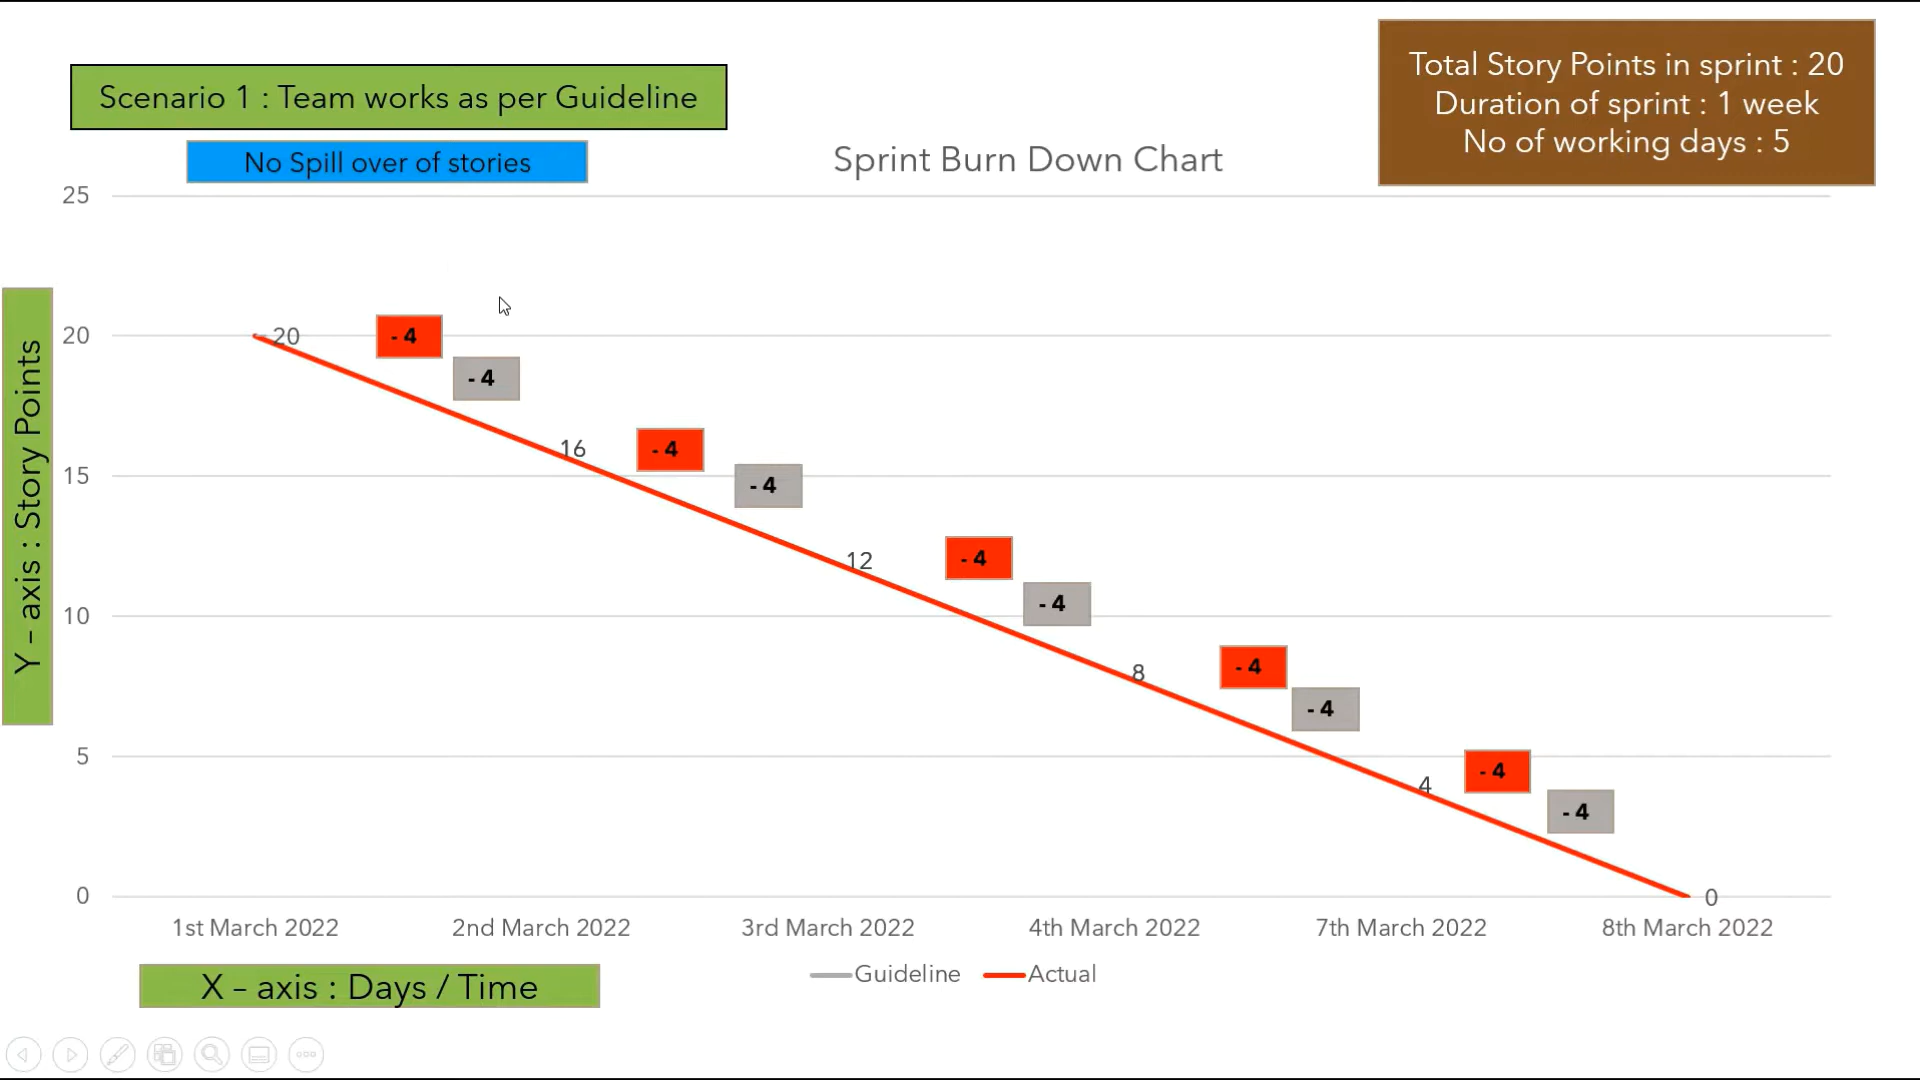 Scenario 1 : Team works as per Guideline
No Spill over of stories
Sprint Burn Down Chart
Total Story Points in sprint : 20
Duration of sprint : 1 week
No of working days : 5
Y – axis : Story Points
25
20
15
10
5
0
20
- 4
- 4
16
- 4
- 4
12
- 4
- 4
8
- 4
- 4
4
- 4
- 4
0
1st March 2022
2nd March 2022
3rd March 2022
4th March 2022
7th March 2022
8th March 2022
Guideline
Actual
X – axis : Days / Time